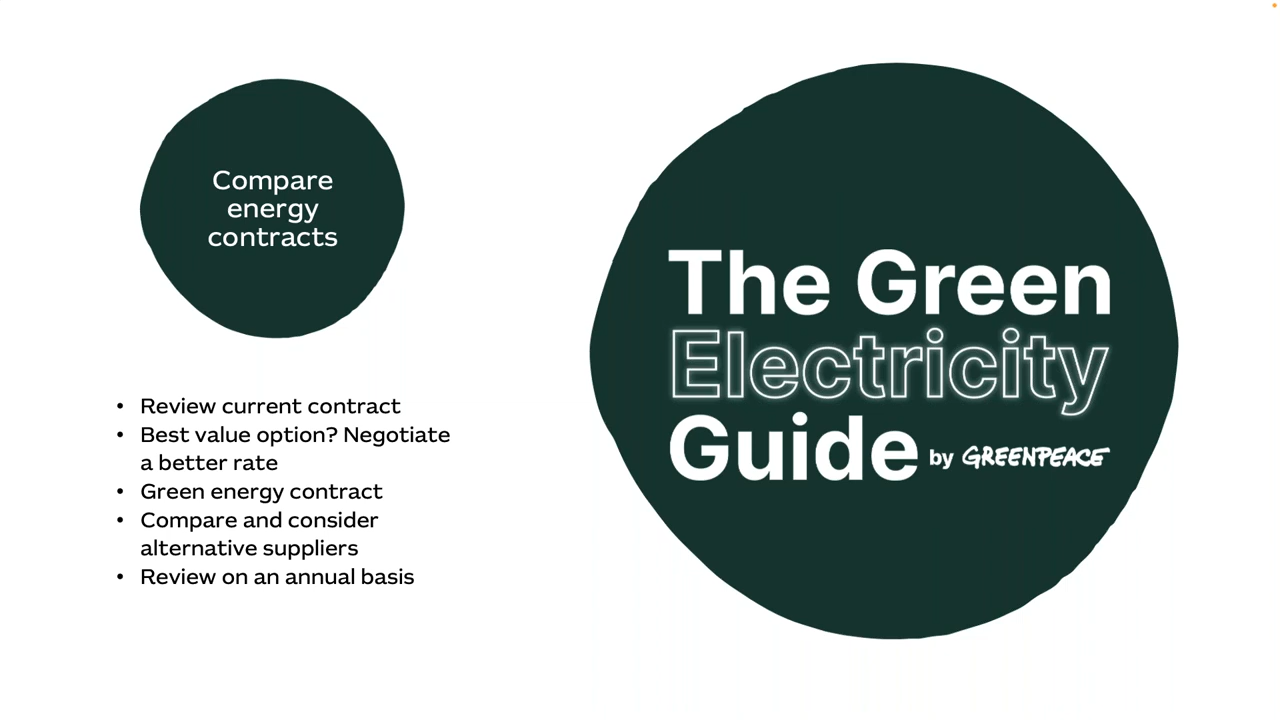 Compare
energy
contracts
• Review current contract
• Best value option? Negotiate
a better rate
• Green energy contract
• Compare and consider
alternative suppliers
• Review on an annual basis
The Green
Electricity
Guide by GREENPEACE